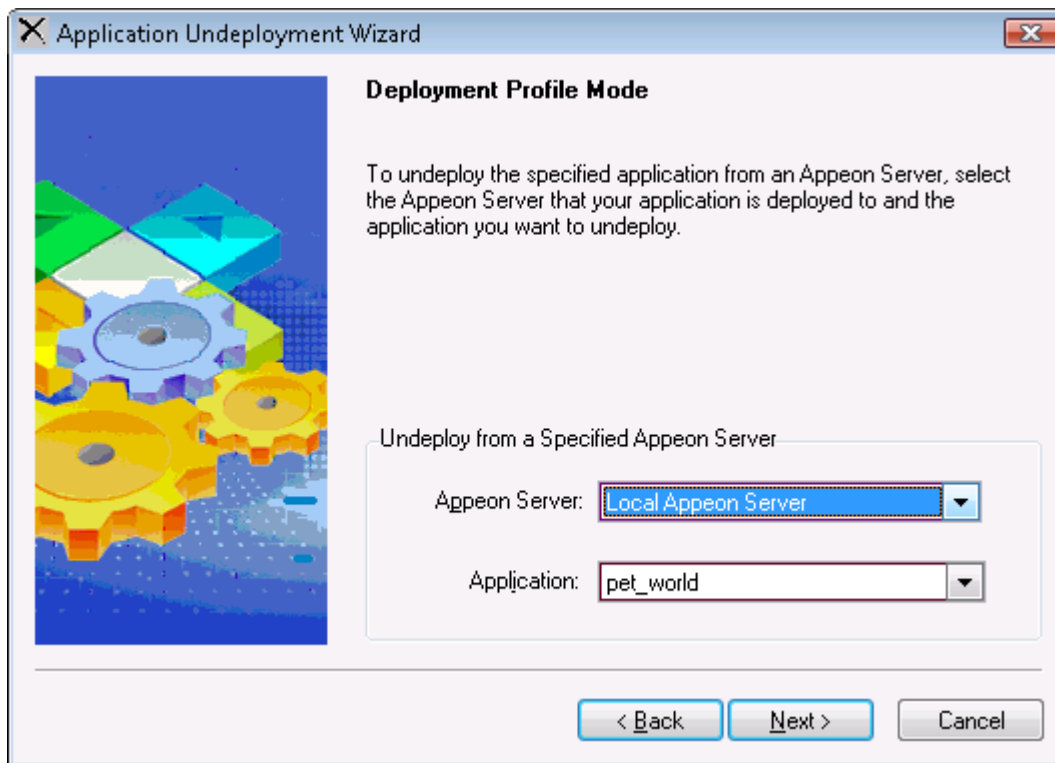 Application Undeployment Wizard
Deployment Profile Mode
To undeploy the specified application from an Appeon Server, select
the Appeon Server that your application is deployed to and the
application you want to undeploy.
Undeploy from a Specified Appeon Server
Appeon Server: Local Appeon Server
Application: pet_world
< Back Next > Cancel